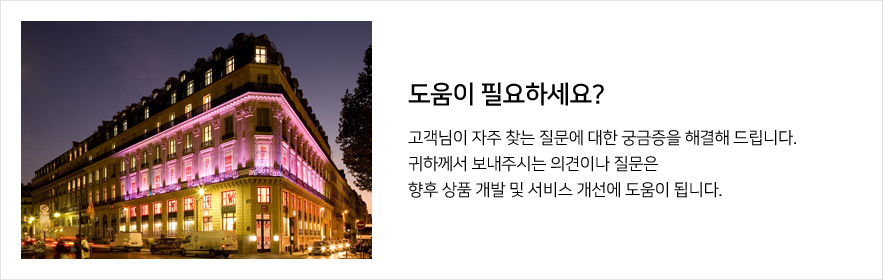 도움이 필요하세요?
고객님이 자주 찾는 질문에 대한 궁금증을 해결해 드립니다.
귀하께서 보내주시는 의견이나 질문은
향후 상품 개발 및 서비스 개선에 도움이 됩니다.